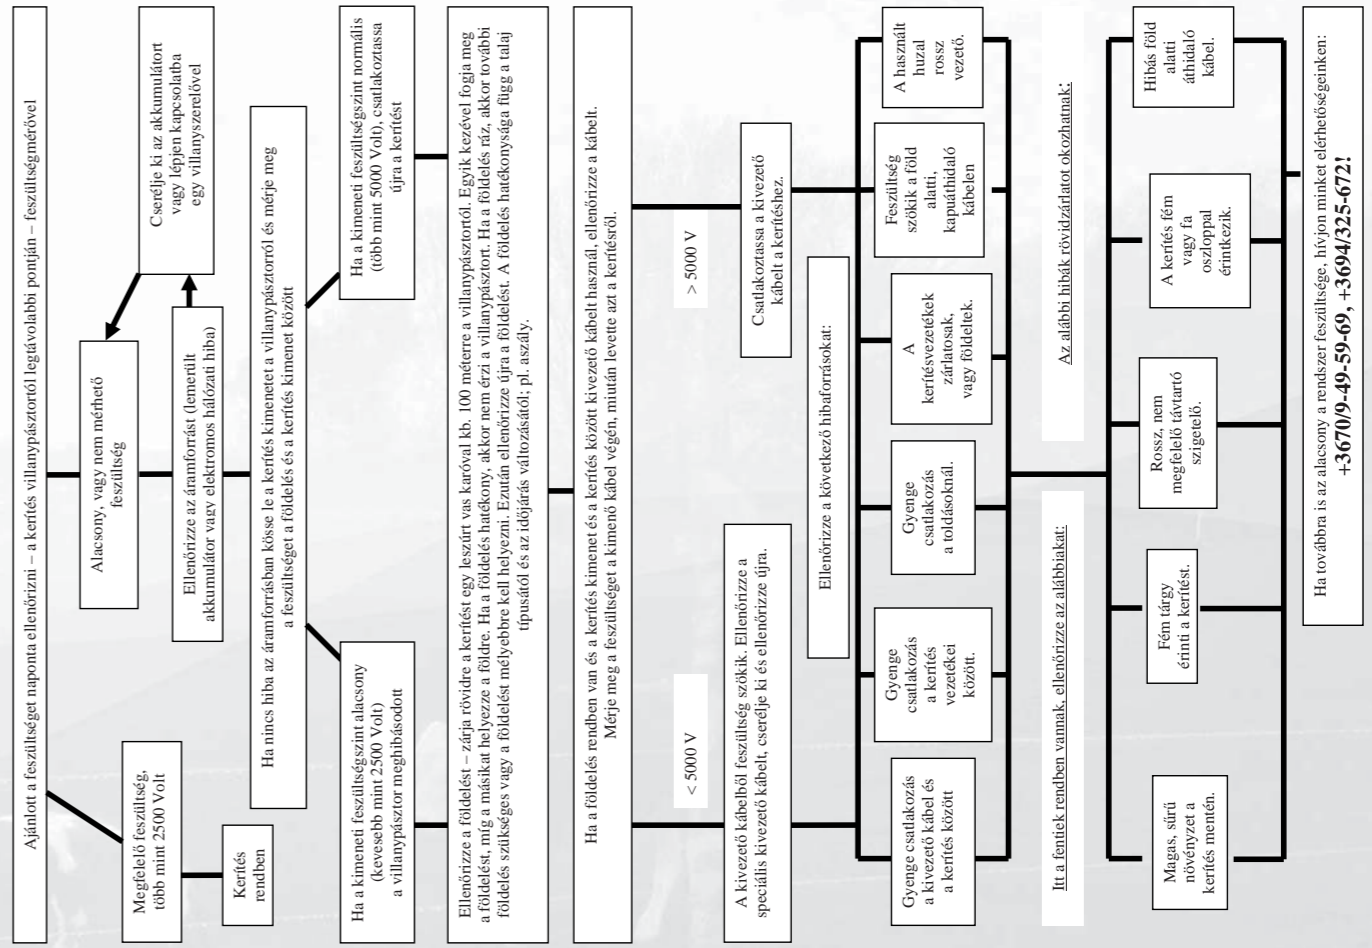 Ajánlott a feszültséget naponta ellenőrizni – a kerítés villanypásztortól legtávolabbi pontján – feszültségmérővel
Megfelelő feszültség,
több mint 2500 Volt
Kerítés
rendben
Alacsony, vagy nem mérhető
feszültség
Cserélje ki az akkumulátort
vagy lépjen kapcsolatba
egy villanyszerelővel
Ellenőrizze az áramforrást (lemerült
akkumulátor vagy elektromos hálózati hiba)
Ha nincs hiba az áramforrásban kösse le a kerítés kimenetet a villanypásztorról és mérje meg
a feszültséget a földelés és a kerítés kimenet között
Ha a kimeneti feszültségszint alacsony
(kevesebb mint 2500 Volt)
a villanypásztor meghibásodott
Ha a kimeneti feszültségszint normális
(több mint 5000 Volt), csatlakoztassa
újra a kerítést
Ellenőrizze a földelést – zárja rövidre a kerítést egy leszúrt vas karóval kb. 100 méterre a villanypásztortól. Egyik kezével fogja meg
a földelést, míg a másikat helyezze a földre. Ha a földelés hatékony, akkor nem érzi a villanypásztort. Ha a földelés ráz, akkor további
földelés szükséges vagy a földelést mélyebbre kell helyezni. Ezután ellenőrizze újra a földelést. A földelés hatékonysága függ a talaj
típusától és az időjárás változásától; pl. aszály.
Ha a földelés rendben van és a kerítés kimenet és a kerítés között kivezető kábelt használ, ellenőrizze a kábelt.
Mérje meg a feszültséget a kimenő kábel végén, miután levette azt a kerítésről.
< 5000 V
> 5000 V
A kivezető kábelből feszültség szökik. Ellenőrizze a
speciális kivezető kábelt, cserélje ki és ellenőrizze újra.
Csatlakoztassa a kivezető
kábelt a kerítéshez.
Ellenőrizze a következő hibaforrásokat:
Gyenge csatlakozás
a kivezető kábel és
a kerítés között
Gyenge
csatlakozás
a kerítés
vezetékei
között.
Gyenge
csatlakozás
a toldásoknál.
A
kerítésvezetékek
zárlatosak,
vagy földeltek.
Feszültség
szökik a föld
alatti,
kapuáthidaló
kábelen
A használt
huzal
rossz
vezető.
Itt a fentiek rendben vannak, ellenőrizze az alábbiakat:
Az alábbi hibák rövidzárlatot okozhatnak:
Magas, sűrű
növényzet a
kerítés mentén.
Fém tárgy
érinti a kerítést.
Rossz, nem
megfelelő távtartó
szigetelő.
A kerítés fém
vagy fa
oszloppal
érintkezik.
Hibás föld
alatti
áthidaló
kábel.
Ha továbbra is az alacsony a rendszer feszültsége, hívjon minket elérhetőségeinken:
+3670/9-49-59-69, +3694/325-672!